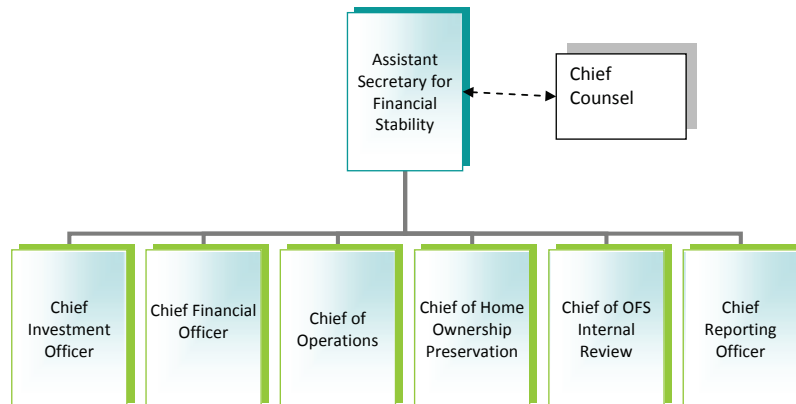 Assistant
Secretary for
Financial
Stability
Chief
Counsel
Chief
Investment
Officer
Chief Financial
Officer
Chief of
Operations
Chief of Home
Ownership
Preservation
Chief of OFS
Internal
Review
Chief
Reporting
Officer